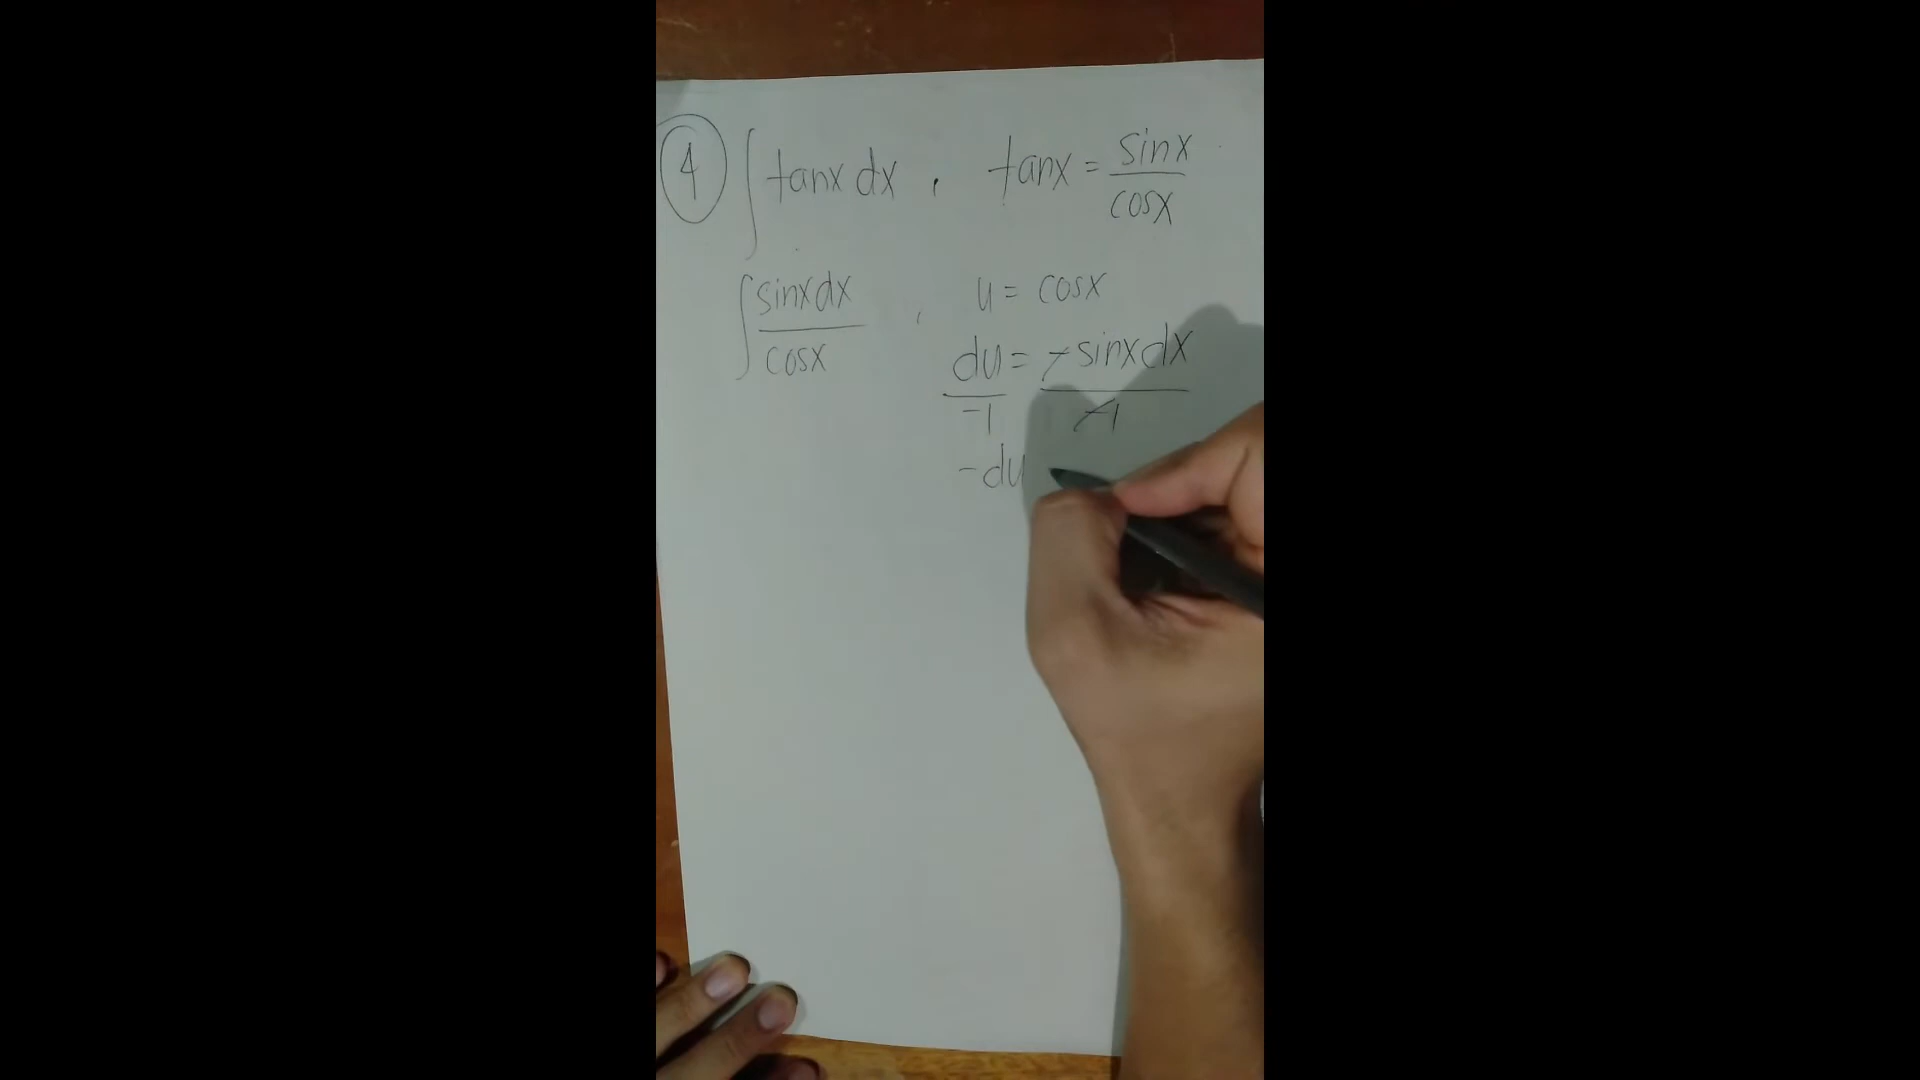 4 ∫ tanx dx , tanx = sinx / cosx
∫ sinxdx / cosx , u = cosx
du = -sinxdx
-1 -1
-du